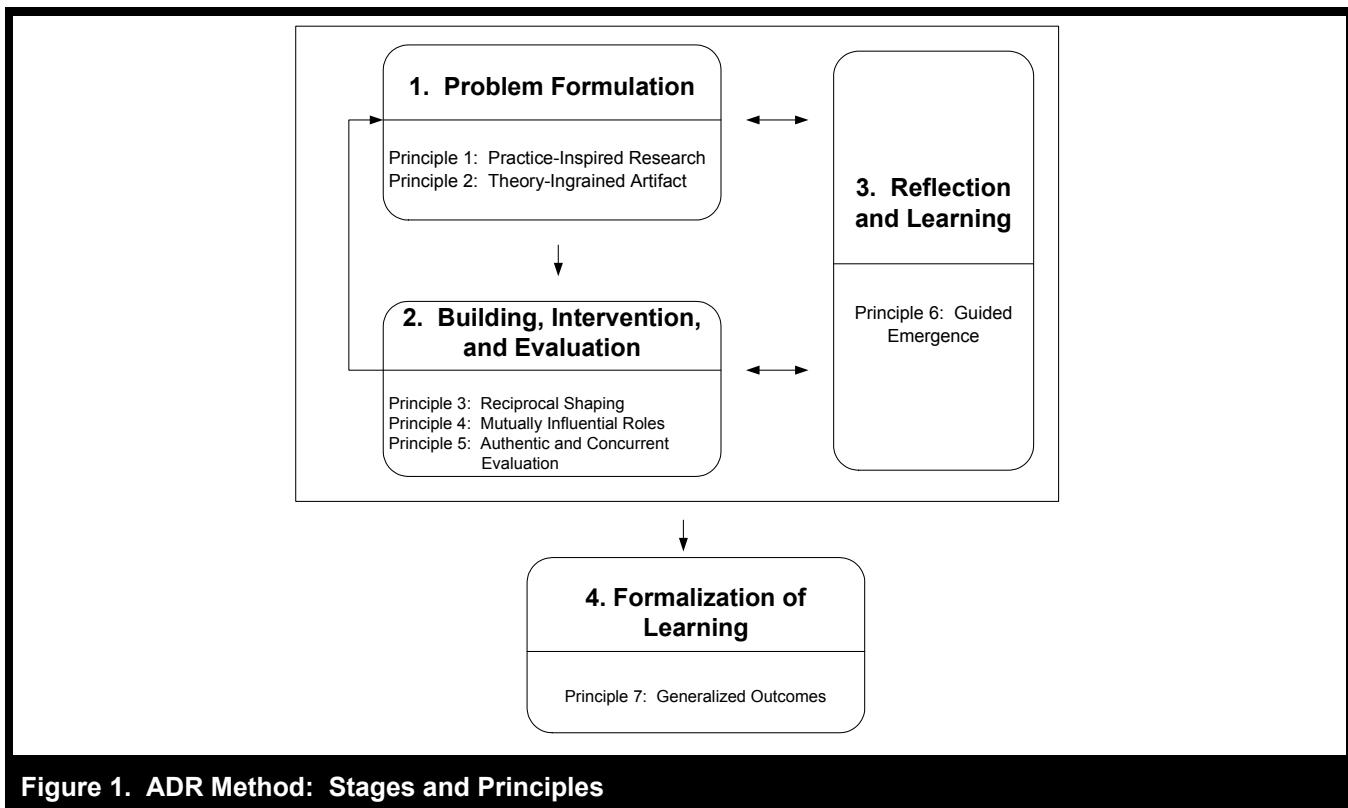 1. Problem Formulation
Principle 1: Practice-Inspired Research
Principle 2: Theory-Ingrained Artifact
2. Building, Intervention,
and Evaluation
Principle 3: Reciprocal Shaping
Principle 4: Mutually Influential Roles
Principle 5: Authentic and Concurrent
Evaluation
3. Reflection
and Learning
Principle 6: Guided
Emergence
4. Formalization of
Learning
Principle 7: Generalized Outcomes
Figure 1. ADR Method: Stages and Principles